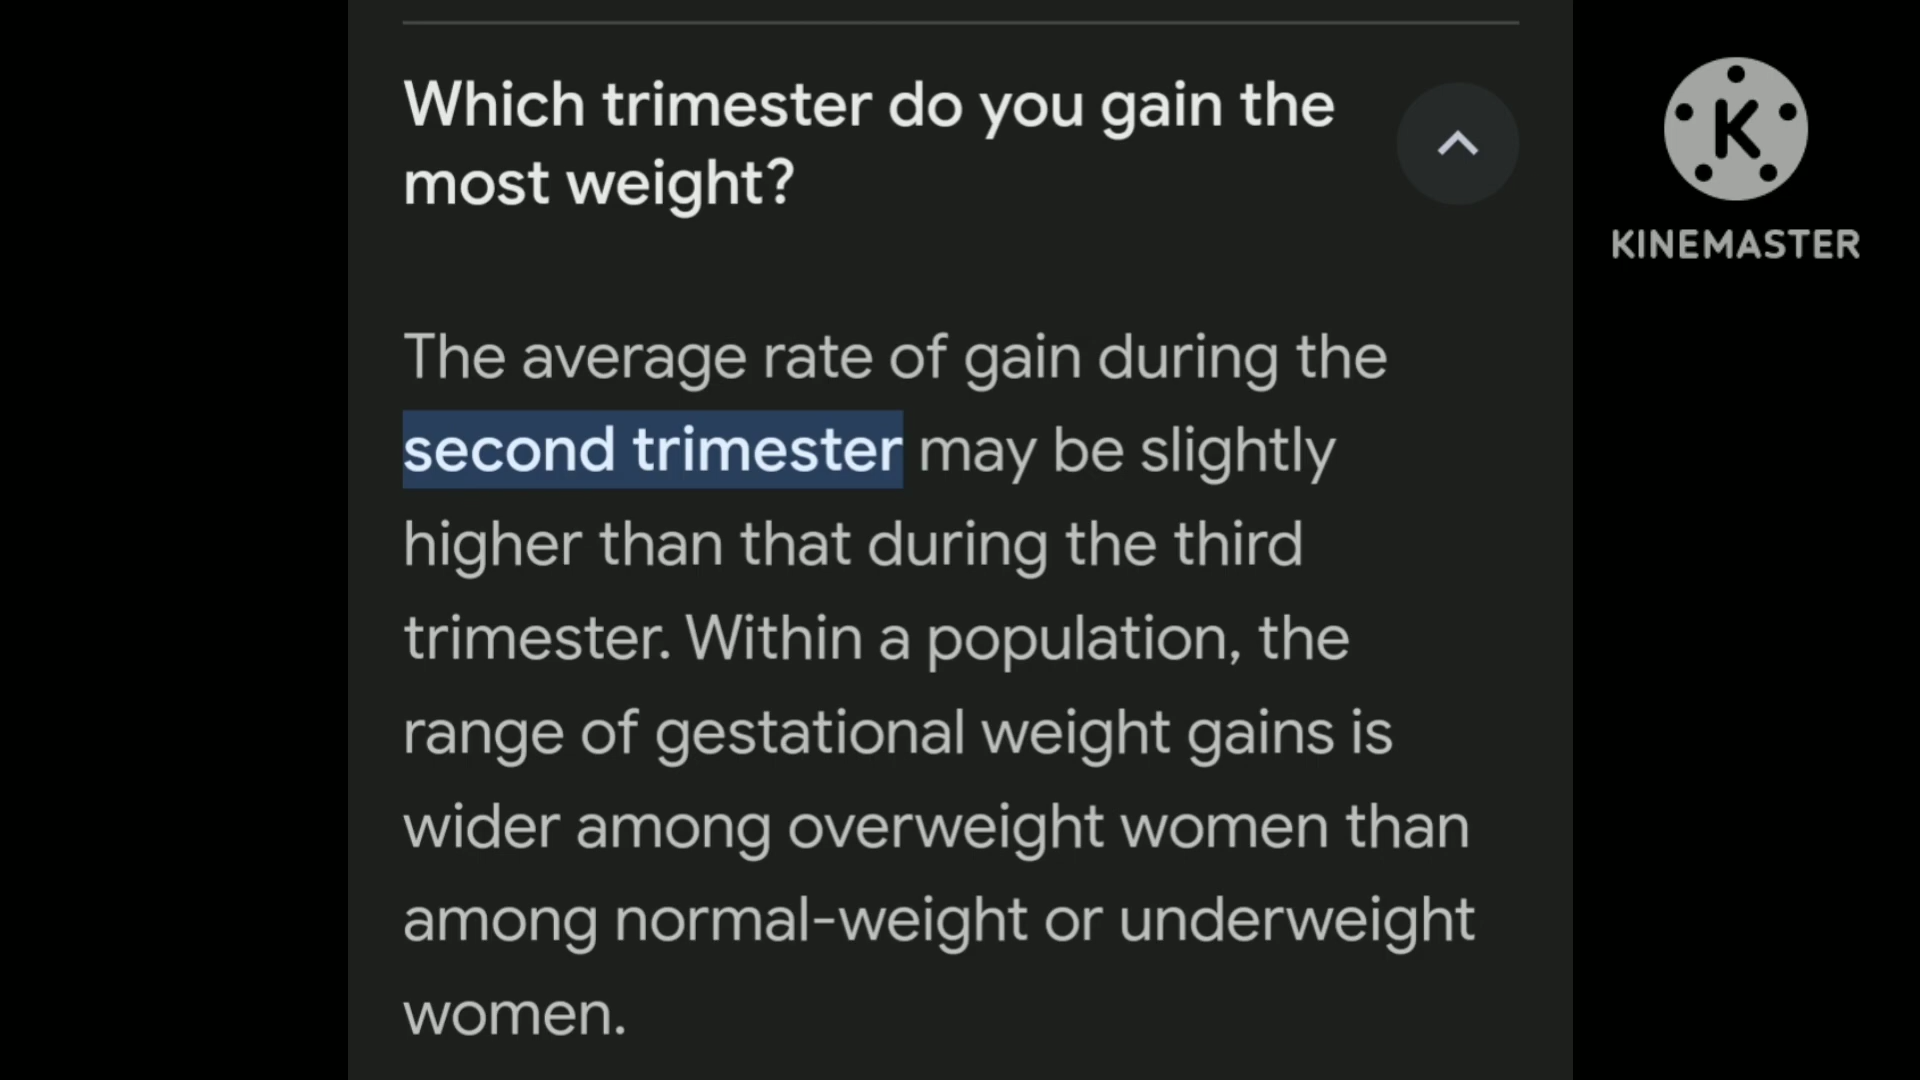 Which trimester do you gain the
most weight?
K
KINEMASTER
The average rate of gain during the
second trimester may be slightly
higher than that during the third
trimester. Within a population, the
range of gestational weight gains is
wider among overweight women than
among normal-weight or underweight
women.